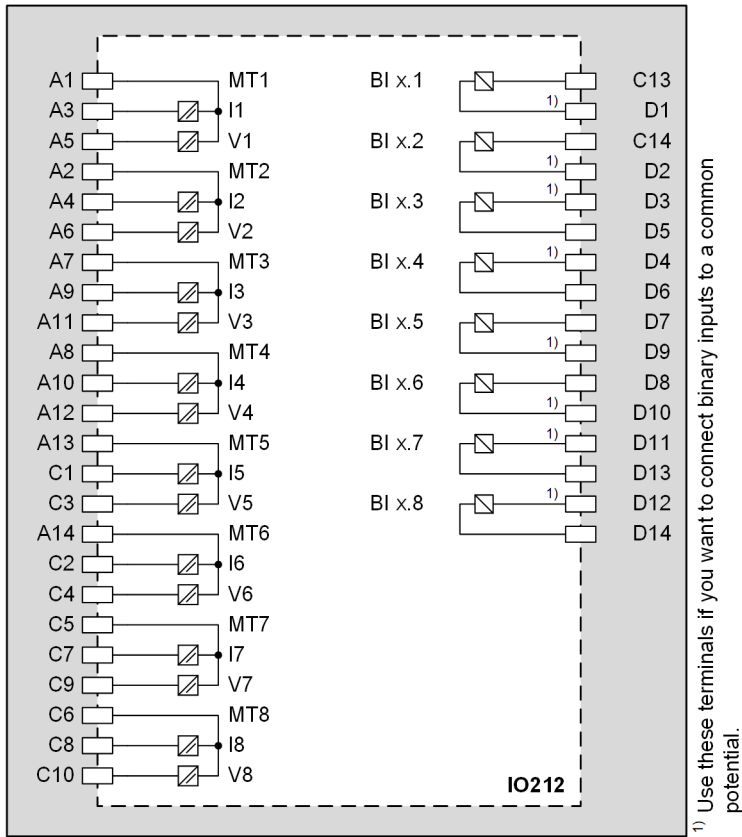 A1 MT1 BI x.1 C13
A3 I1 1) D1
A5 V1 BI x.2 C14
A2 MT2 1) D2
A4 I2 BI x.3 1) D3
A6 V2 D5
A7 MT3 BI x.4 1) D4
A9 I3 D6
A11 V3 BI x.5 D7
A8 MT4 1) D9
A10 I4 BI x.6 D8
A12 V4 1) D10
A13 MT5 BI x.7 1) D11
C1 I5 D13
C3 V5 BI x.8 1) D12
A14 MT6 D14
C2 I6
C4 V6
C5 MT7
C7 I7
C9 V7
C6 MT8
C8 I8
C10 V8
IO212
1) Use these terminals if you want to connect binary inputs to a common
potential.